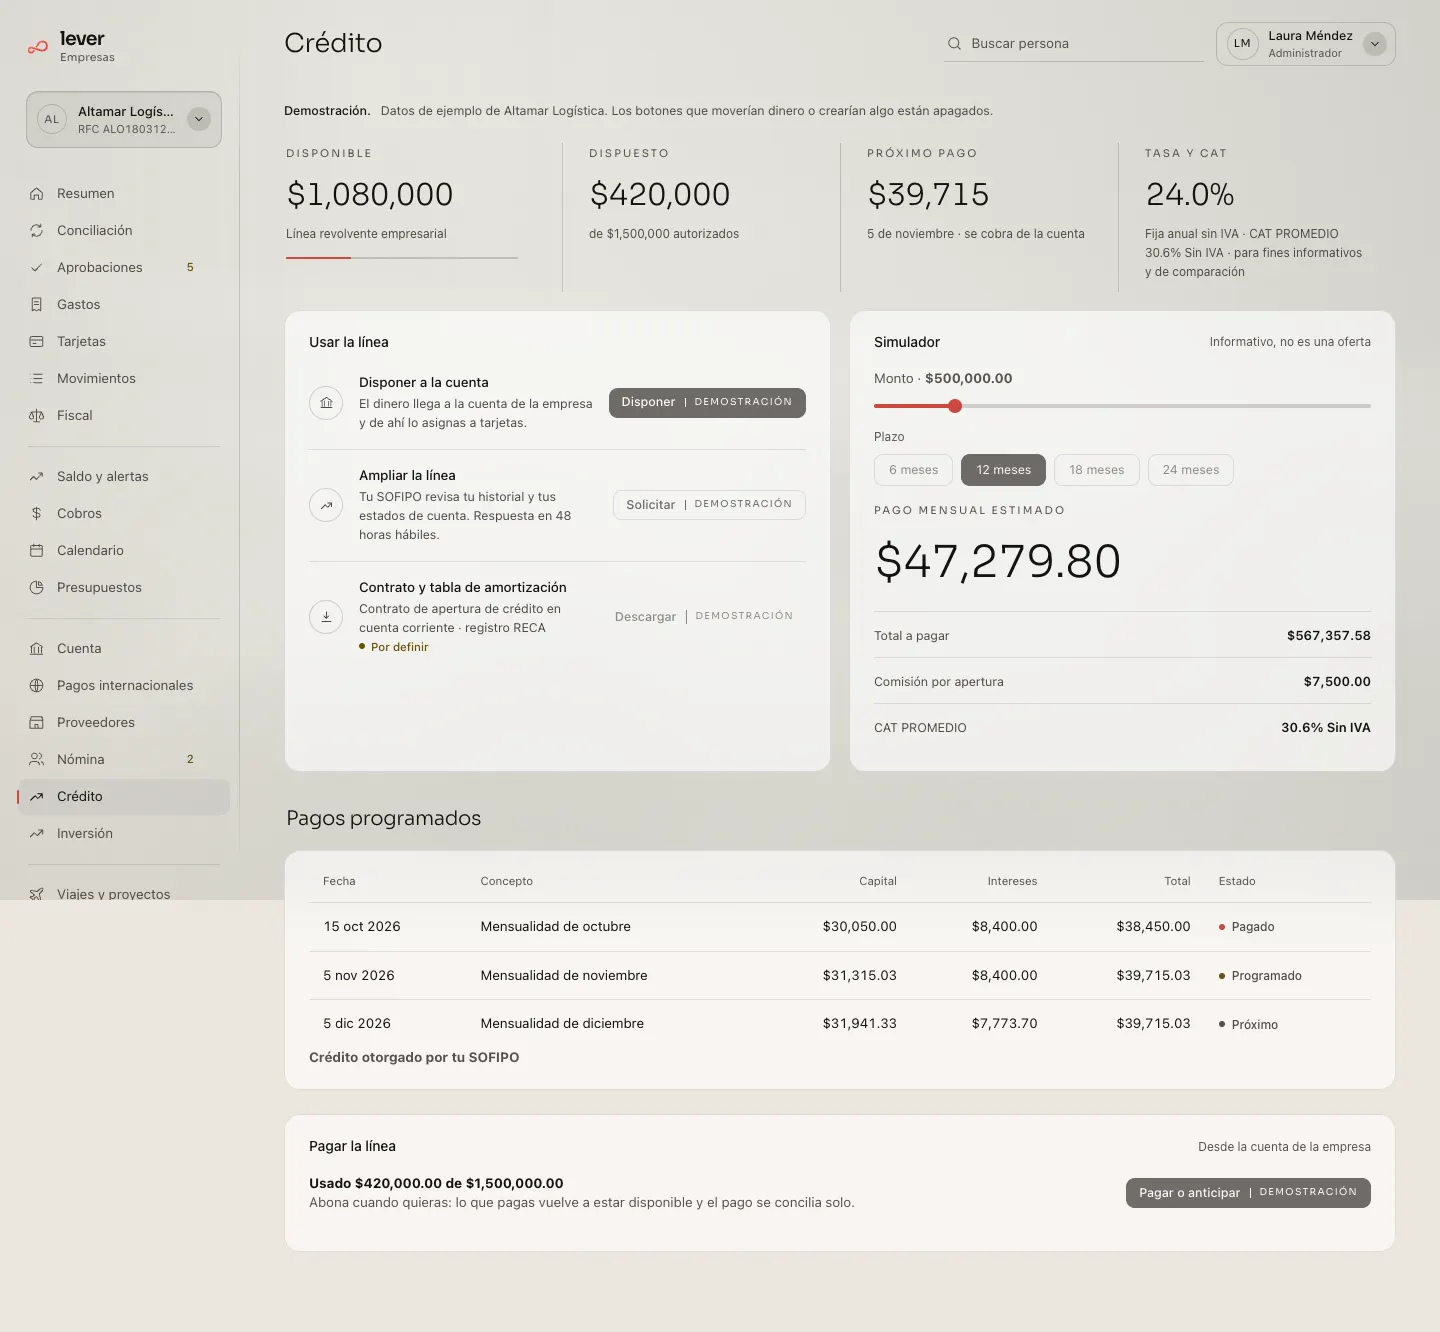 lever
Empresas
AL
Altamar Logís...
RFC ALO180312...
Resumen
Conciliación
Aprobaciones 5
Gastos
Tarjetas
Movimientos
Fiscal
Saldo y alertas
Cobros
Calendario
Presupuestos
Cuenta
Pagos internacionales
Proveedores
Nómina 2
Crédito
Inversión
Viajes y proyectos
Crédito
Buscar persona
LM
Laura Méndez
Administrador
Demostración. Datos de ejemplo de Altamar Logística. Los botones que moverían dinero o crearían algo están apagados.
DISPONIBLE
$1,080,000
Línea revolvente empresarial
DISPUESTO
$420,000
de $1,500,000 autorizados
PRÓXIMO PAGO
$39,715
5 de noviembre · se cobra de la cuenta
TASA Y CAT
24.0%
Fija anual sin IVA · CAT PROMEDIO
30.6% Sin IVA · para fines informativos
y de comparación
Usar la línea
Disponer a la cuenta
El dinero llega a la cuenta de la empresa
y de ahí lo asignas a tarjetas.
Disponer | DEMOSTRACIÓN
Ampliar la línea
Tu SOFIPO revisa tu historial y tus
estados de cuenta. Respuesta en 48
horas hábiles.
Solicitar | DEMOSTRACIÓN
Contrato y tabla de amortización
Contrato de apertura de crédito en
cuenta corriente · registro RECA
Por definir
Descargar | DEMOSTRACIÓN
Simulador
Informativo, no es una oferta
Monto · $500,000.00
Plazo
6 meses
12 meses
18 meses
24 meses
PAGO MENSUAL ESTIMADO
$47,279.80
Total a pagar $567,357.58
Comisión por apertura $7,500.00
CAT PROMEDIO 30.6% Sin IVA
Pagos programados
Fecha Concepto Capital Intereses Total Estado
15 oct 2026 Mensualidad de octubre $30,050.00 $8,400.00 $38,450.00 Pagado
5 nov 2026 Mensualidad de noviembre $31,315.03 $8,400.00 $39,715.03 Programado
5 dic 2026 Mensualidad de diciembre $31,941.33 $7,773.70 $39,715.03 Próximo
Crédito otorgado por tu SOFIPO
Pagar la línea
Desde la cuenta de la empresa
Usado $420,000.00 de $1,500,000.00
Abona cuando quieras: lo que pagas vuelve a estar disponible y el pago se concilia solo.
Pagar o anticipar | DEMOSTRACIÓN